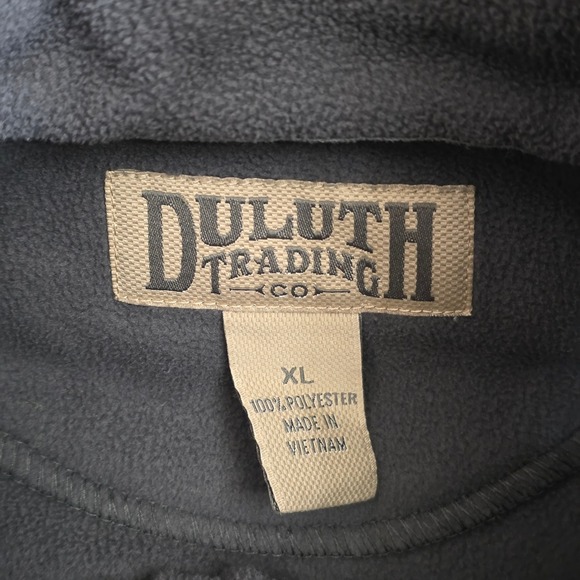 DULUTH
TRADING
CO
XL
100% POLYESTER
MADE IN
VIETNAM